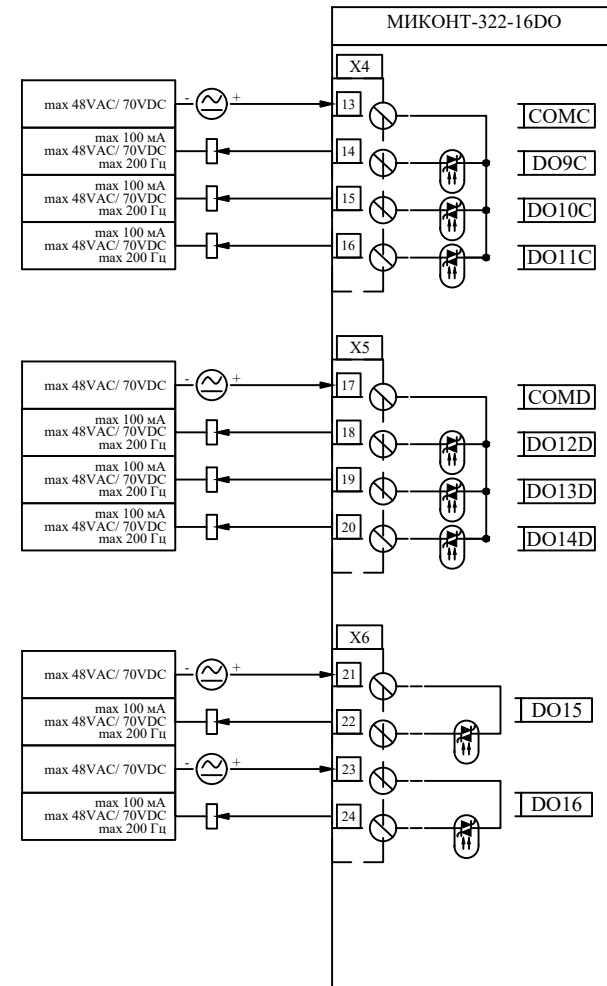 МИКОНТ-322-16DO
X4
max 48VAC/ 70VDC
- +
13
COMC
max 100 мА
max 48VAC/ 70VDC
max 200 Гц
14
DO9C
max 100 мА
max 48VAC/ 70VDC
max 200 Гц
15
DO10C
max 100 мА
max 48VAC/ 70VDC
max 200 Гц
16
DO11C
X5
max 48VAC/ 70VDC
- +
17
COMD
max 100 мА
max 48VAC/ 70VDC
max 200 Гц
18
DO12D
max 100 мА
max 48VAC/ 70VDC
max 200 Гц
19
DO13D
max 100 мА
max 48VAC/ 70VDC
max 200 Гц
20
DO14D
X6
max 48VAC/ 70VDC
- +
21
max 100 мА
max 48VAC/ 70VDC
max 200 Гц
22
DO15
max 48VAC/ 70VDC
- +
23
max 100 мА
max 48VAC/ 70VDC
max 200 Гц
24
DO16